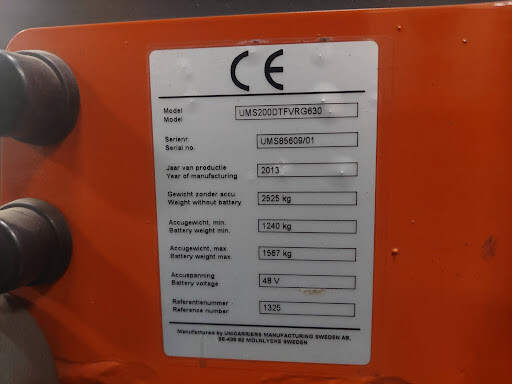 CE
Model
Model
UMS200DTFVRG630
Serienr.
Serial no.
UMS85609/01
Jaar van productie
Year of manufacturing
2013
Gewicht zonder accu
Weight without battery
2525 kg
Accugewicht, min.
Battery weight min.
1240 kg
Accugewicht, max.
Battery weight max.
1567 kg
Accuspanning
Battery voltage
48 V
Referentienummer
Reference number
1325
Manufactured by UNICARRIERS MANUFACTURING SWEDEN AB,
SE-435 82 MÖLNLYCKE SWEDEN